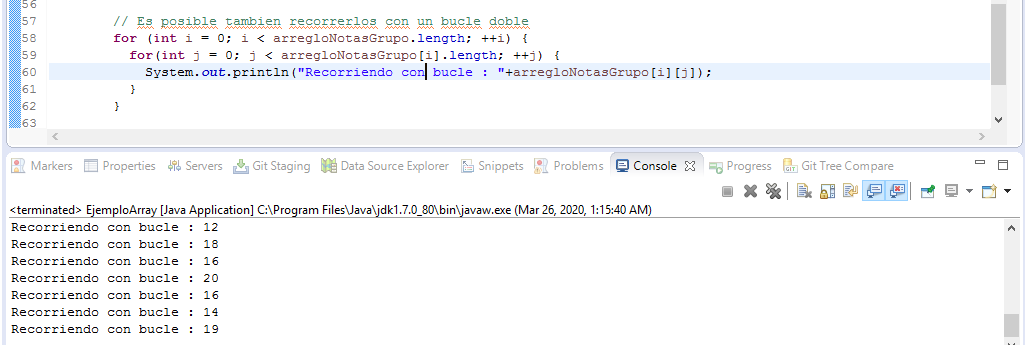 56
57 // Es posible tambien recorrerlos con un bucle doble
58 for (int i = 0; i < arregloNotasGrupo.length; ++i) {
59 for(int j = 0; j < arregloNotasGrupo[i].length; ++j) {
60 System.out.println("Recorriendo con bucle : "+arregloNotasGrupo[i][j]);
61 }
62 }
63
Markers Properties Servers Git Staging Data Source Explorer Snippets Problems Console Progress Git Tree Compare
<terminated> EjemploArray [Java Application] C:\Program Files\Java\jdk1.7.0_80\bin\javaw.exe (Mar 26, 2020, 1:15:40 AM)
Recorriendo con bucle : 12
Recorriendo con bucle : 18
Recorriendo con bucle : 16
Recorriendo con bucle : 20
Recorriendo con bucle : 16
Recorriendo con bucle : 14
Recorriendo con bucle : 19